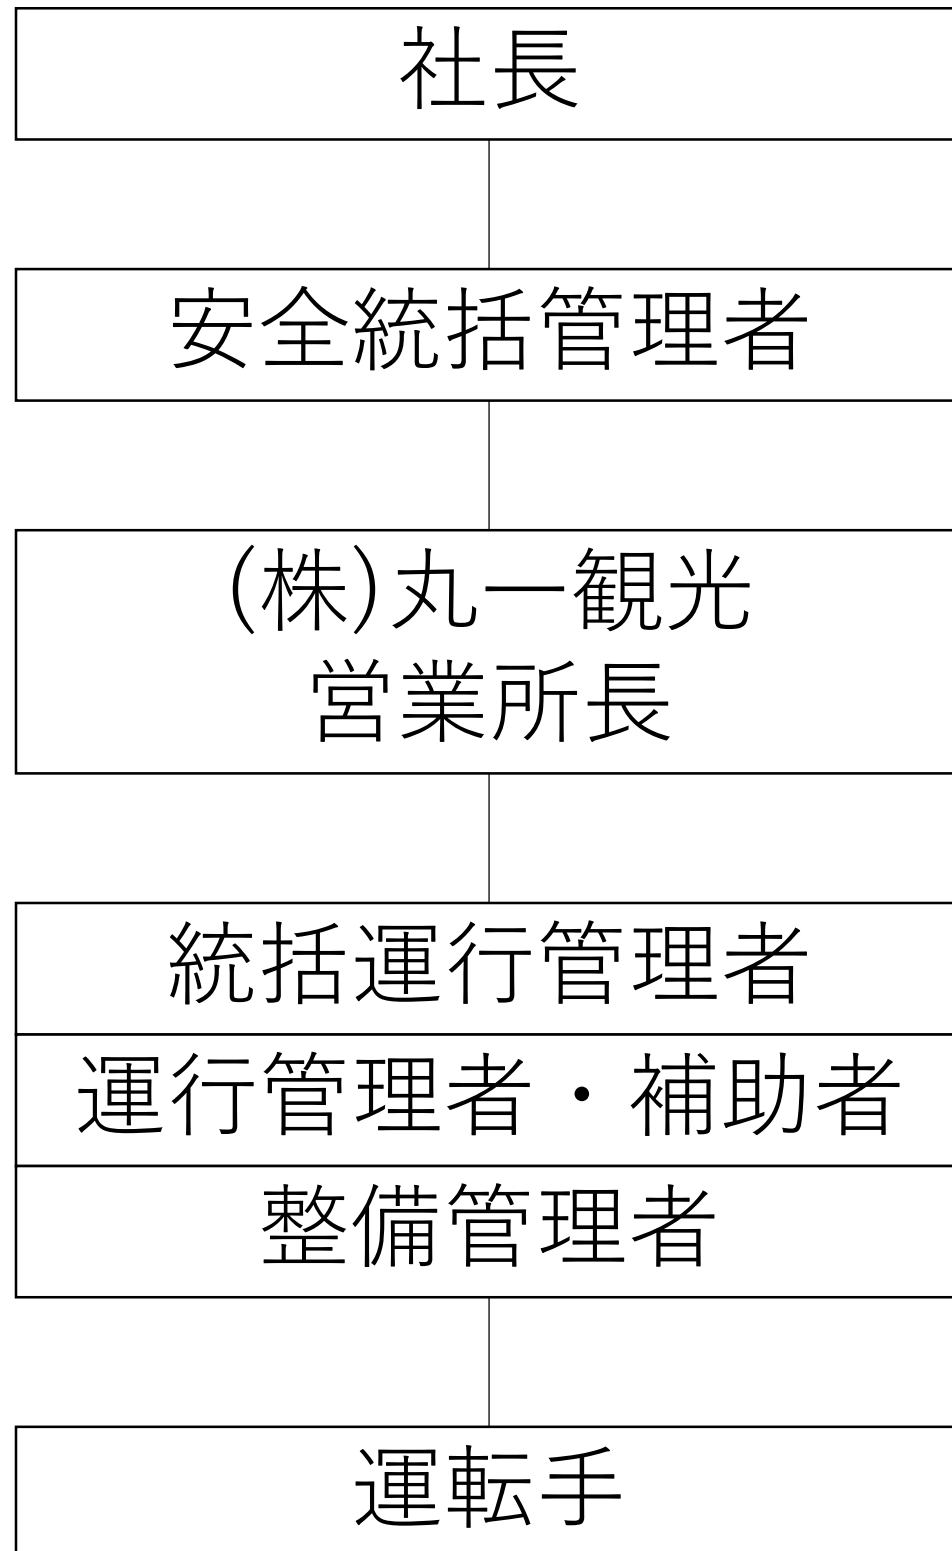 社長
安全統括管理者
(株)丸一観光
営業所長
統括運行管理者
運行管理者・補助者
整備管理者
運転手